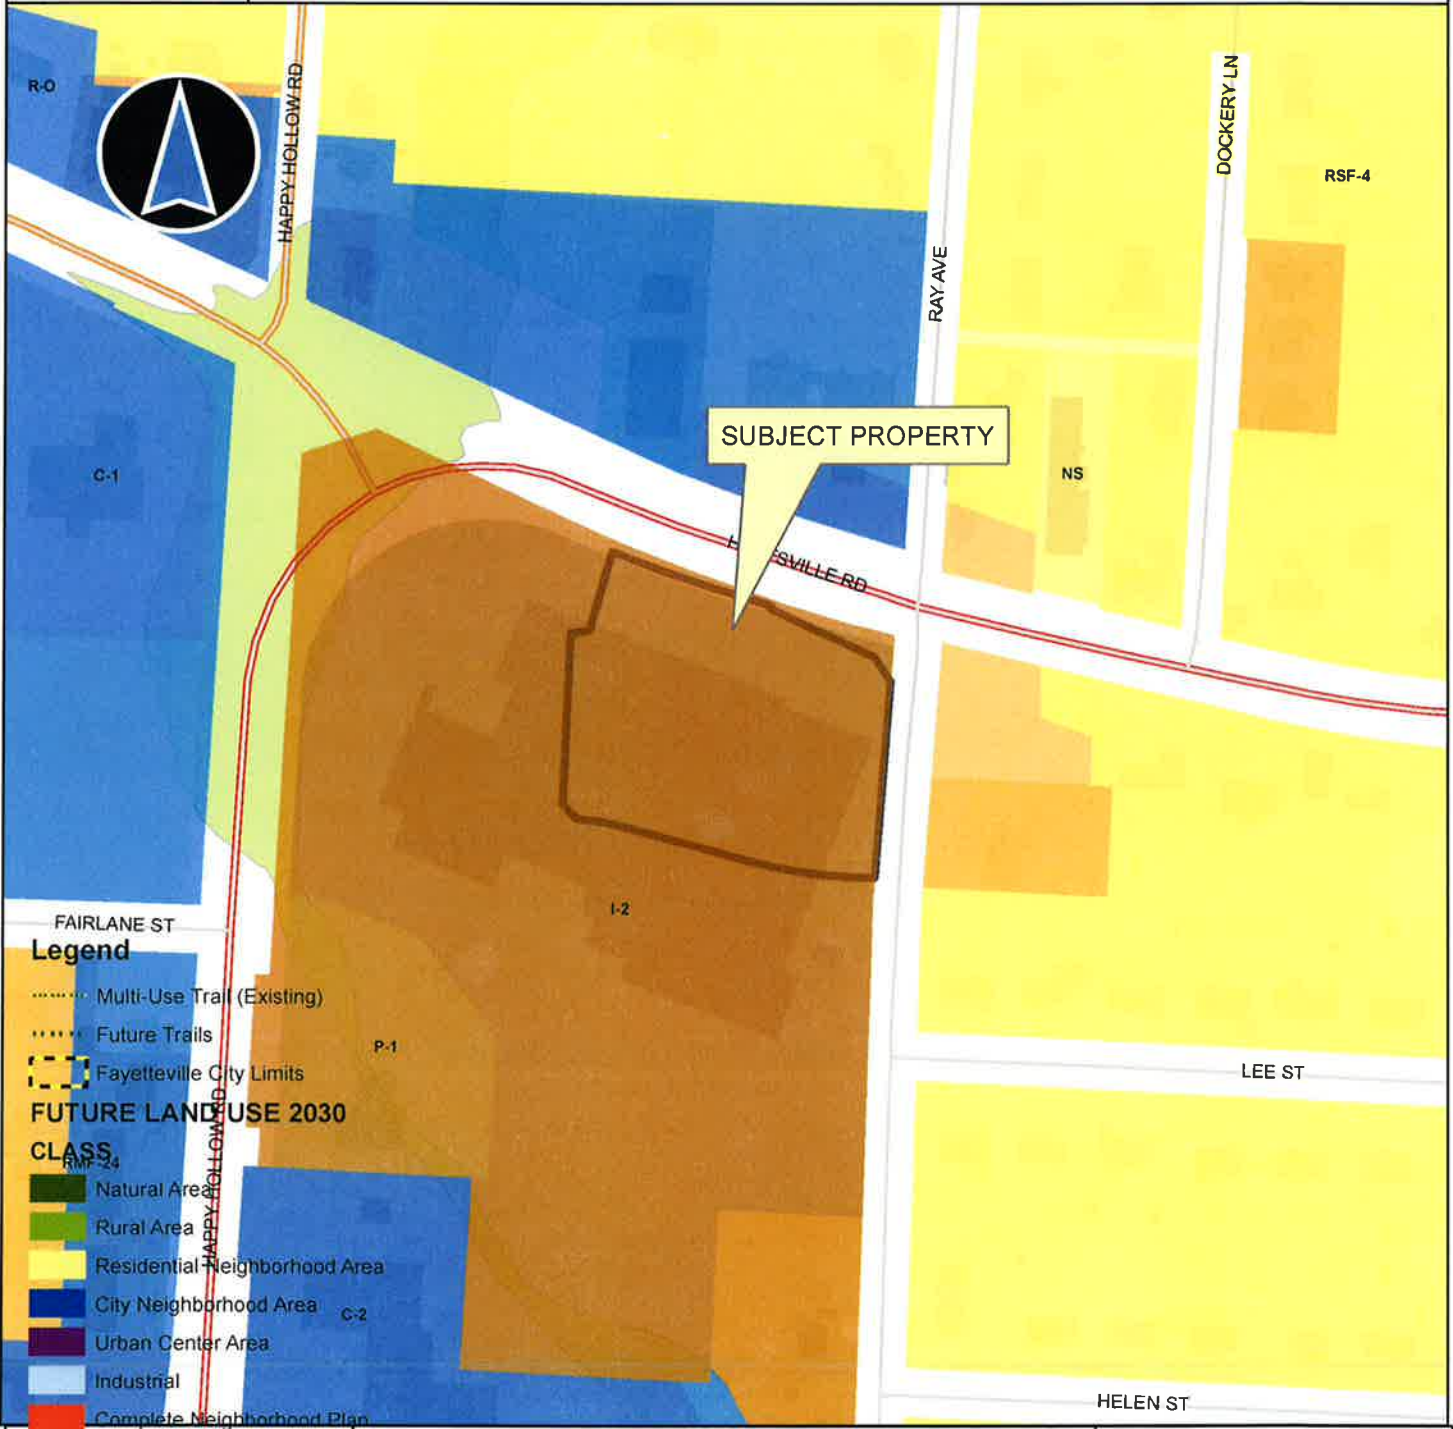 R-O
HAPPY HOLLOW RD
DOCKERY LN
RSF-4
RAY AVE
SUBJECT PROPERTY
C-1
NS
SVILLE RD
I-2
FAIRLANE ST
Legend
Multi-Use Trail (Existing)
Future Trails
P-1
Fayetteville City Limits
LEE ST
FUTURE LAND USE 2030
CLASS
RMF-24
Natural Area
HAPPY HOLLOW RD
Rural Area
Residential Neighborhood Area
City Neighborhood Area
C-2
Urban Center Area
Industrial
HELEN ST
Complete Neighborhood Plan